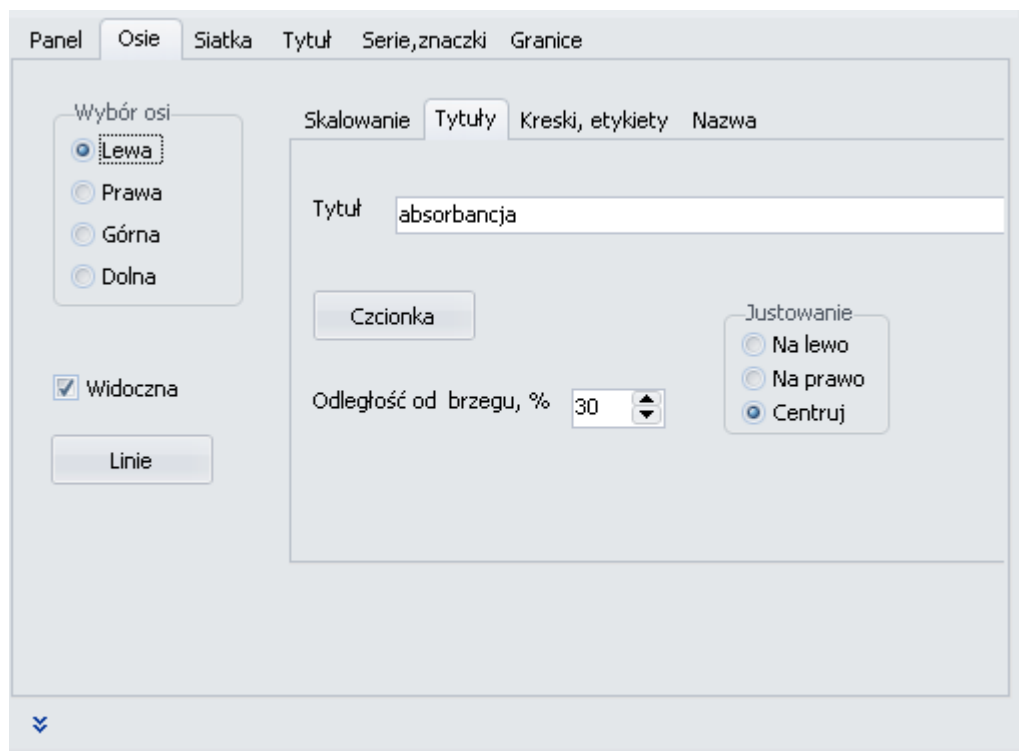 Panel Osie Siatka Tytuł Serie,znaczki Granice
Wybór osi
Lewa
Prawa
Górna
Dolna
Widoczna
Linie
Skalowanie Tytuły Kreski, etykiety Nazwa
Tytuł absorbancja
Czcionka
Odległość od brzegu, % 30
Justowanie
Na lewo
Na prawo
Centruj